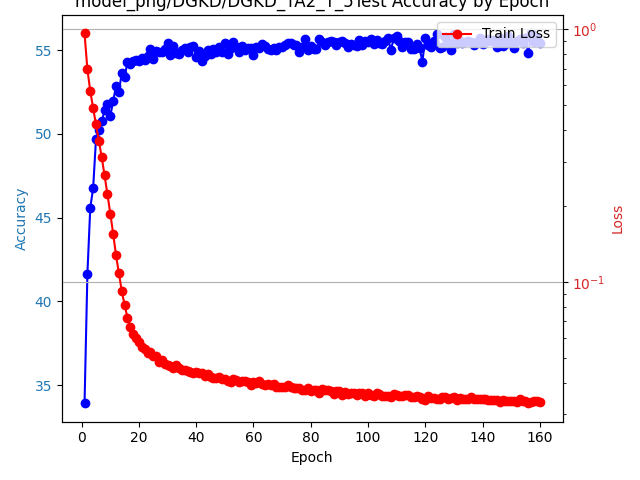 model_png/DGKD/DGKD_TA2_T_5Test Accuracy by Epoch
Train Loss
Accuracy
55
50
45
40
35
10⁰
10⁻¹
Loss
0 20 40 60 80 100 120 140 160
Epoch